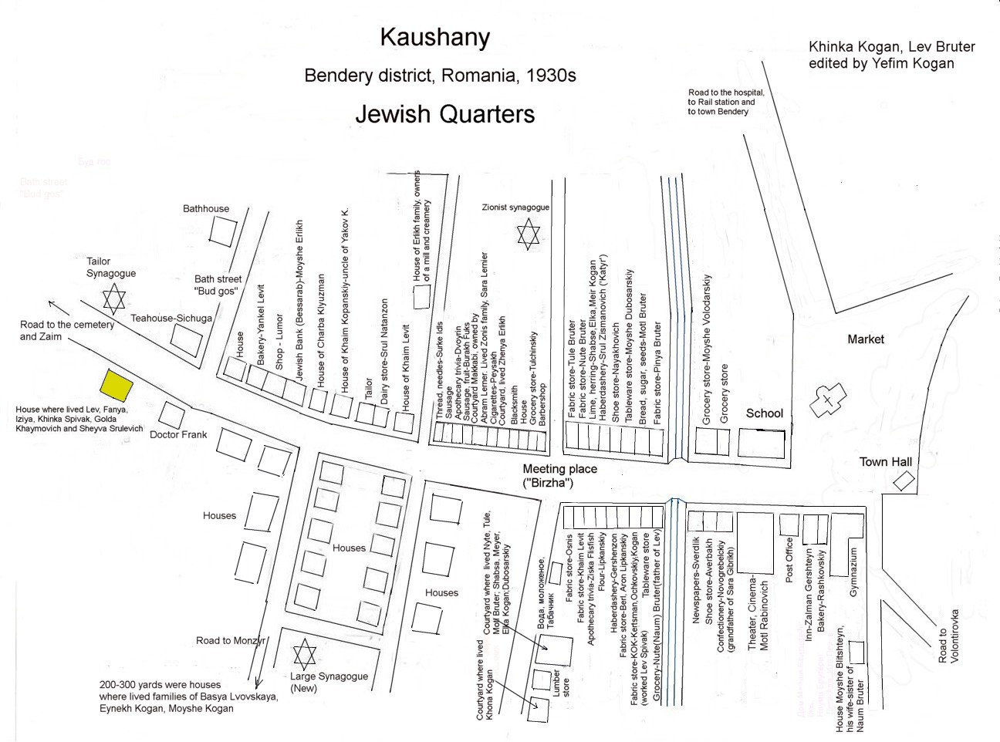 Kaushany
Bendery district, Romania, 1930s
Jewish Quarters
Khinka Kogan, Lev Bruter
edited by Yefim Kogan
Road to the hospital,
to Rail station and
to town Bendery
Bath street
"Bud gos"
Bathhouse
Tailor
Synagogue
Bath street
"Bud gos"
Teahouse-Sichuga
Road to the cemetery
and Zaim
House where lived Lev, Fanya,
Iziya, Khinka Spivak, Golda
Khaymovich and Sheyva Srulevich
Doctor Frank
House
Bakery-Yankel Levit
Shop - Lumor
Jewish Bank (Bessarab)-Moyshe Erlikh
House of Charba Klyuzman
House of Khaim Kopanskiy-uncle of Yakov K.
Tailor
Dairy store-Srul Natanzon
House of Khaim Levit
House of Erlikh family, owners
of a mill and creamery
Zionist synagogue
Thread, needles-Surke Idis
Sausage
Apothecary trivia-Dvoyrin
Sausage, fruit-Burakh Fuks
Courtyard Makkabi, owned by
Abram Lerner. Lived Zonis family, Sara Lernier
Cigarettes-Peysakh
Courtyard, lived Zhenya Erlikh
Blacksmith
House
Grocery store-Tulchinskiy
Barbershop
Fabric store-Tule Bruter
Fabric store-Nute Bruter
Lime, herring-Shabse,Elka,Meir Kogan
Haberdashery-Srul Zismanovich ('Katyr')
Shoe store-Nayakhovich
Tableware store-Moyshe Dubosarskiy
Bread, sugar, seeds-Motl Bruter
Fabric store-Pinya Bruter
Grocery store-Moyshe Volodarskiy
Grocery store
School
Market
Town Hall
Meeting place
("Birzha")
Houses
Houses
Houses
Road to Monzyr
Large Synagogue
(New)
200-300 yards were houses
where lived families of Basya Lvovskaya,
Eynekh Kogan, Moyshe Kogan
Courtyard where lived Nyte, Tule,
Motl Bruter; Shabsa, Meyer,
Elka Kogan;Dubosarskiy
Courtyard where lived
Khona Kogan
Вода, моложеное,
Табачник
Lumber
store
Fabric store-Osnis
Fabric store-Khaim Levit
Apothecary trivia-Ziska Flisfish
Flour-Lipkanskiy
Haberdashery-Gershenzon
Fabric store-Berl, Aron Lipkanskiy
Fabric store-KOK-Kertsman,Ochkovskiy,Kogan
(worked Lev Spivak)
Tableware store
Grocery-Nute(Naum) Bruter(father of Lev)
Newspapers-Sverdlik
Shoe store-Averbakh
Confectionery-Novogrebelckiy
(grandfather of Sara Gibrikh)
Theater, Cinema-
Motl Rabinovich
Post Office
Inn-Zalman Gershteyn
Bakery-Rashkovskiy
Gymnazium
House Moyshe Blitshteyn,
his wife-sister of
Naum Bruter
Road to
Volontirovka